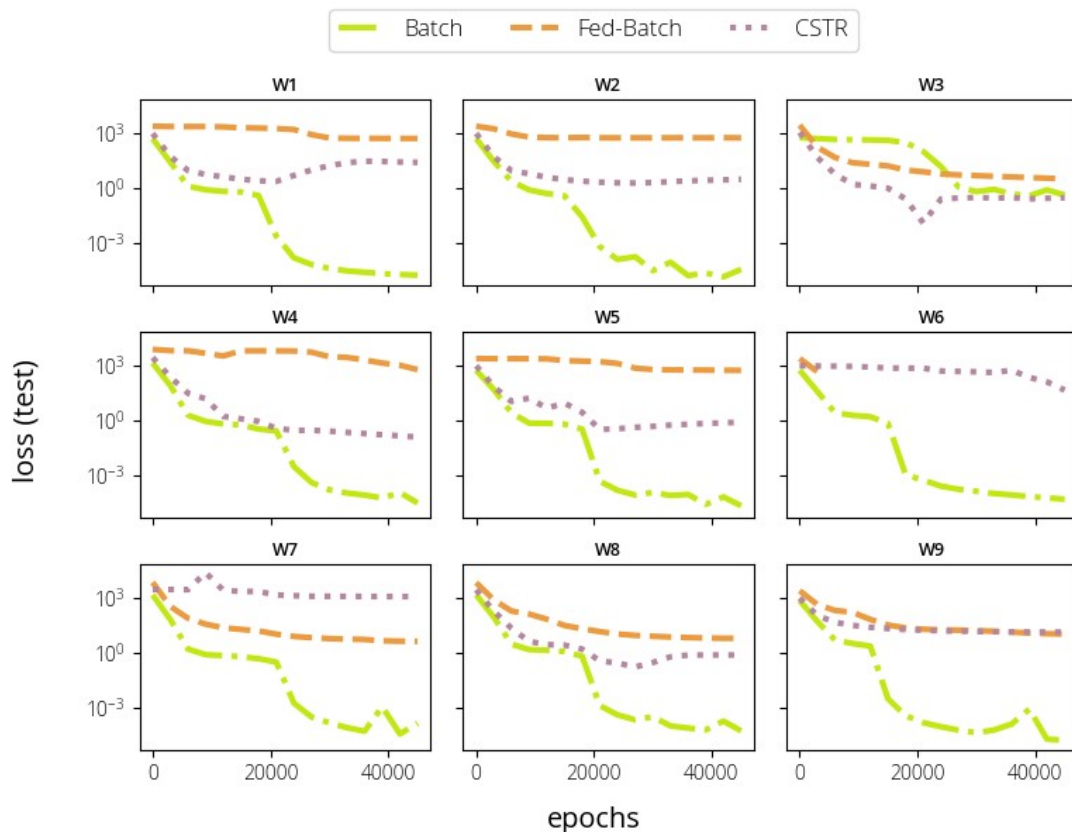 Batch Fed-Batch CSTR
W1 W2 W3
10^3
10^0
10^-3
W4 W5 W6
10^3
10^0
10^-3
loss (test)
W7 W8 W9
10^3
10^0
10^-3
0 20000 40000 0 20000 40000 0 20000 40000
epochs